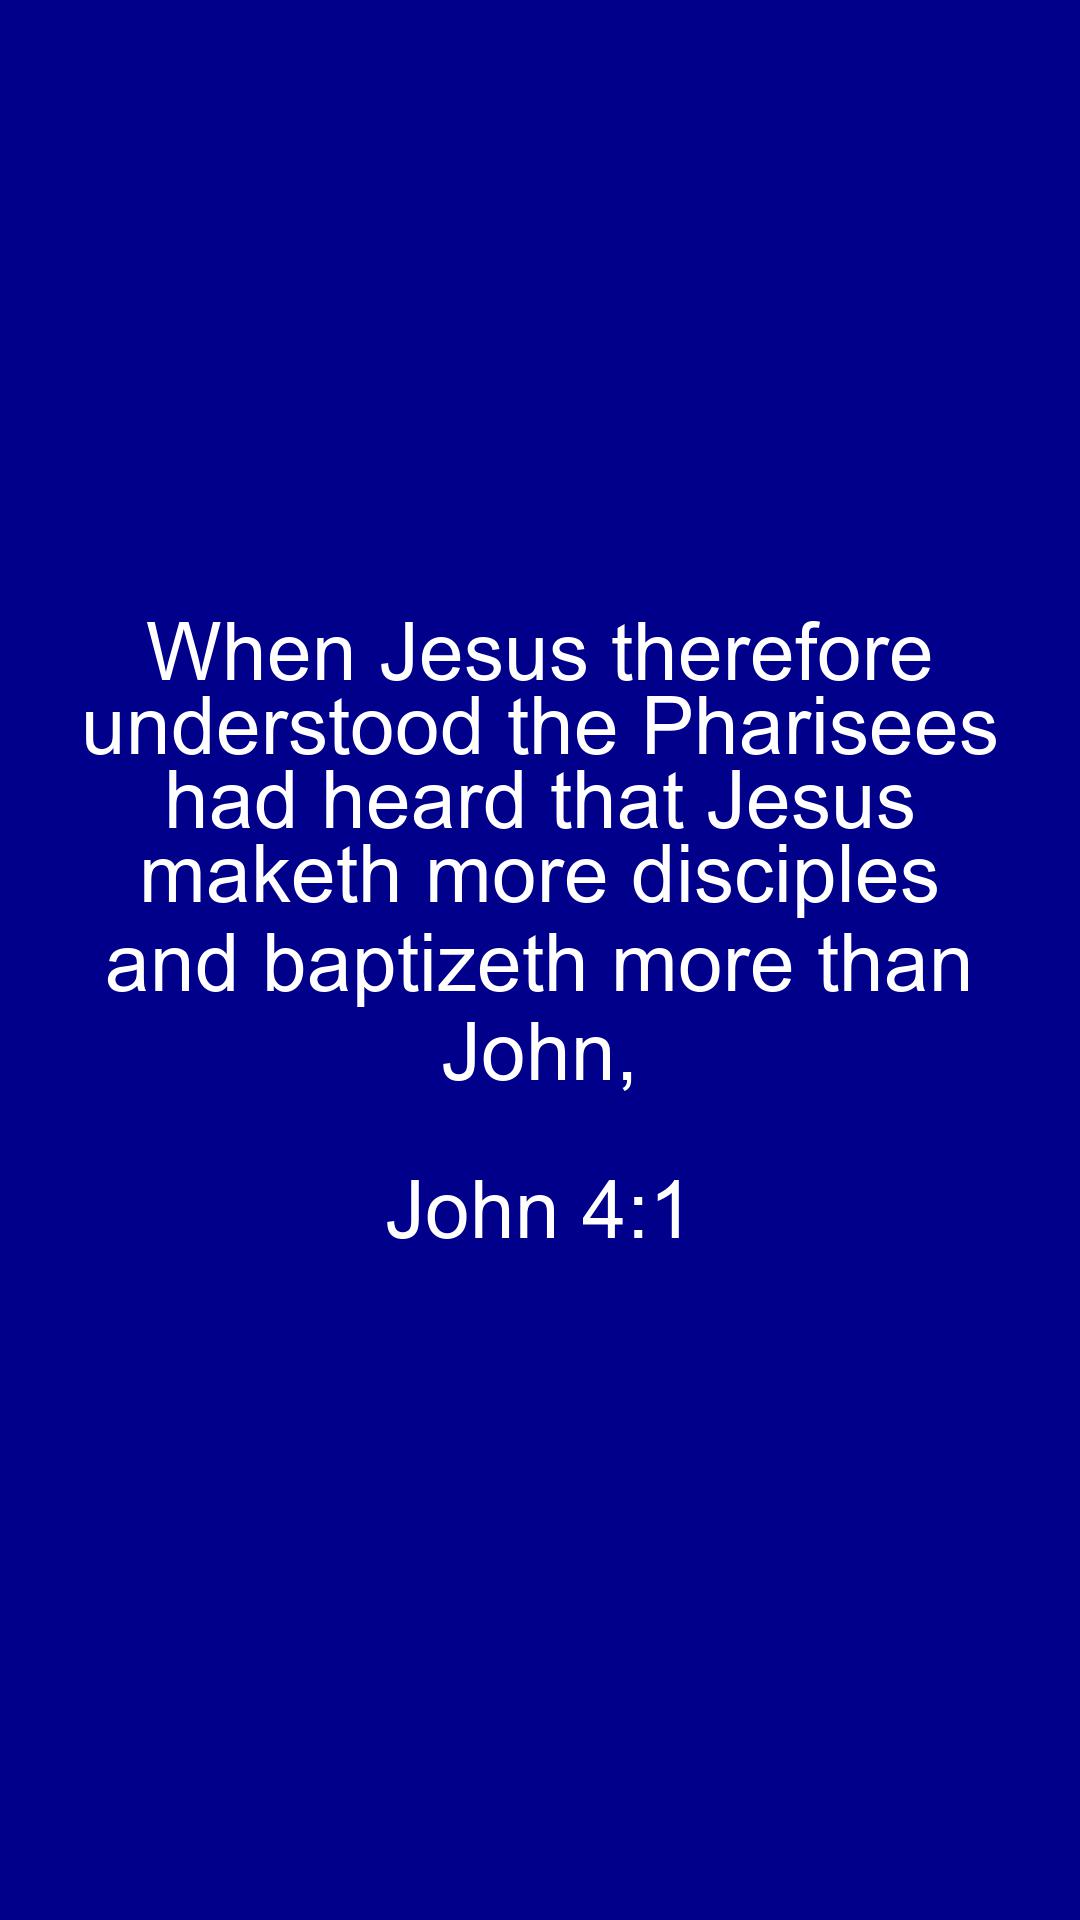 When Jesus therefore
understood the Pharisees
had heard that Jesus
maketh more disciples
and baptizeth more than
John,
John 4:1